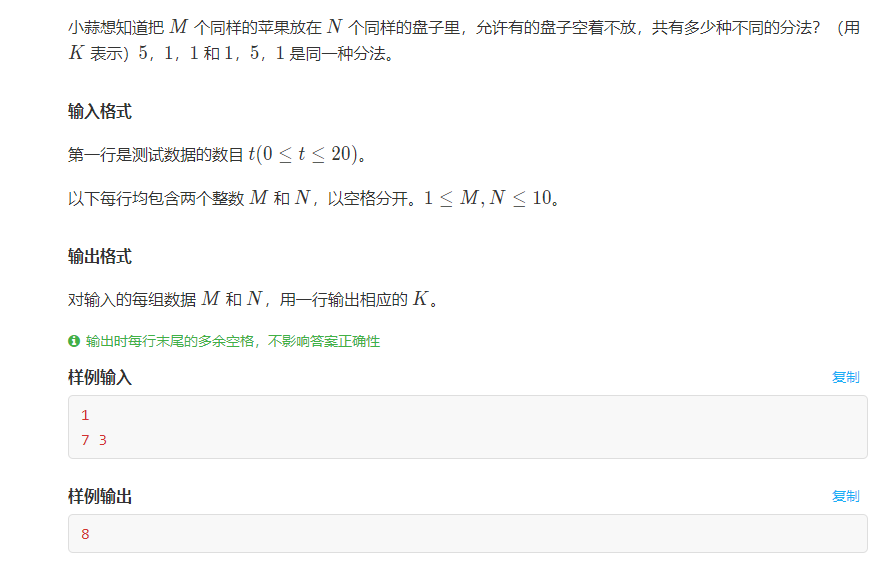 小蒜想知道把 M 个同样的苹果放在 N 个同样的盘子里，允许有的盘子空着不放，共有多少种不同的分法？（用
K 表示）5，1，1 和 1，5，1 是同一种分法。
输入格式
第一行是测试数据的数目 t(0 ≤ t ≤ 20)。
以下每行均包含两个整数 M 和 N，以空格分开。1 ≤ M, N ≤ 10。
输出格式
对输入的每组数据 M 和 N，用一行输出相应的 K。
输出时每行末尾的多余空格，不影响答案正确性
样例输入 复制
1
7 3
样例输出 复制
8